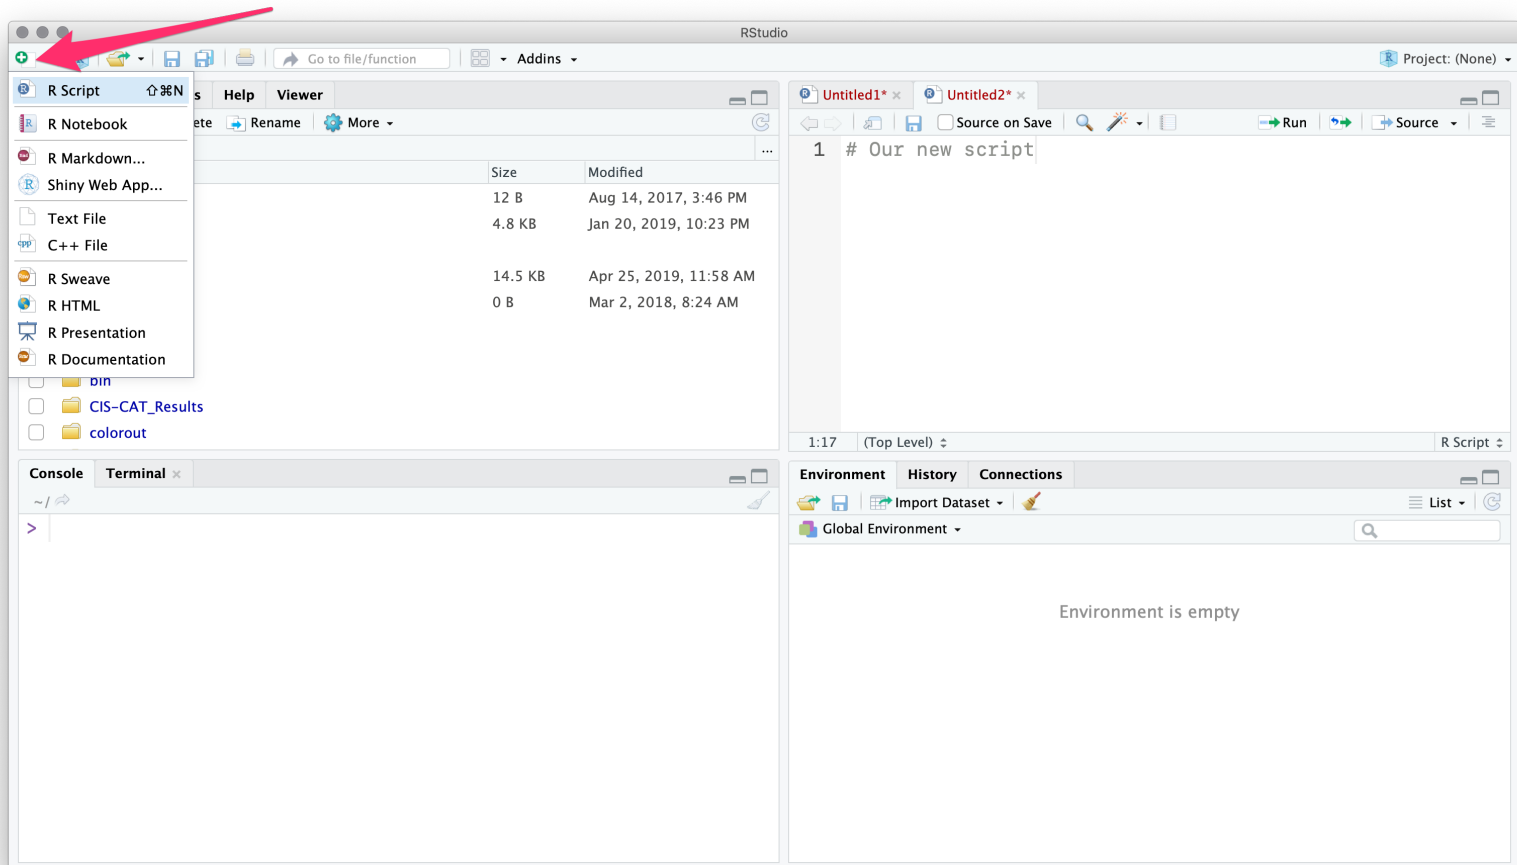 RStudio
Go to file/function
Addins
Project: (None)
R Script ⇧⌘N
R Notebook
R Markdown...
Shiny Web App...
Text File
C++ File
R Sweave
R HTML
R Presentation
R Documentation
s Help Viewer
ete Rename More
...
Size Modified
12 B Aug 14, 2017, 3:46 PM
4.8 KB Jan 20, 2019, 10:23 PM
14.5 KB Apr 25, 2019, 11:58 AM
0 B Mar 2, 2018, 8:24 AM
bin
CIS-CAT_Results
colorout
Untitled1* × Untitled2* ×
Source on Save Run Source
1 # Our new script
1:17 (Top Level) R Script
Console Terminal ×
~/
>
Environment History Connections
Import Dataset List
Global Environment
Environment is empty